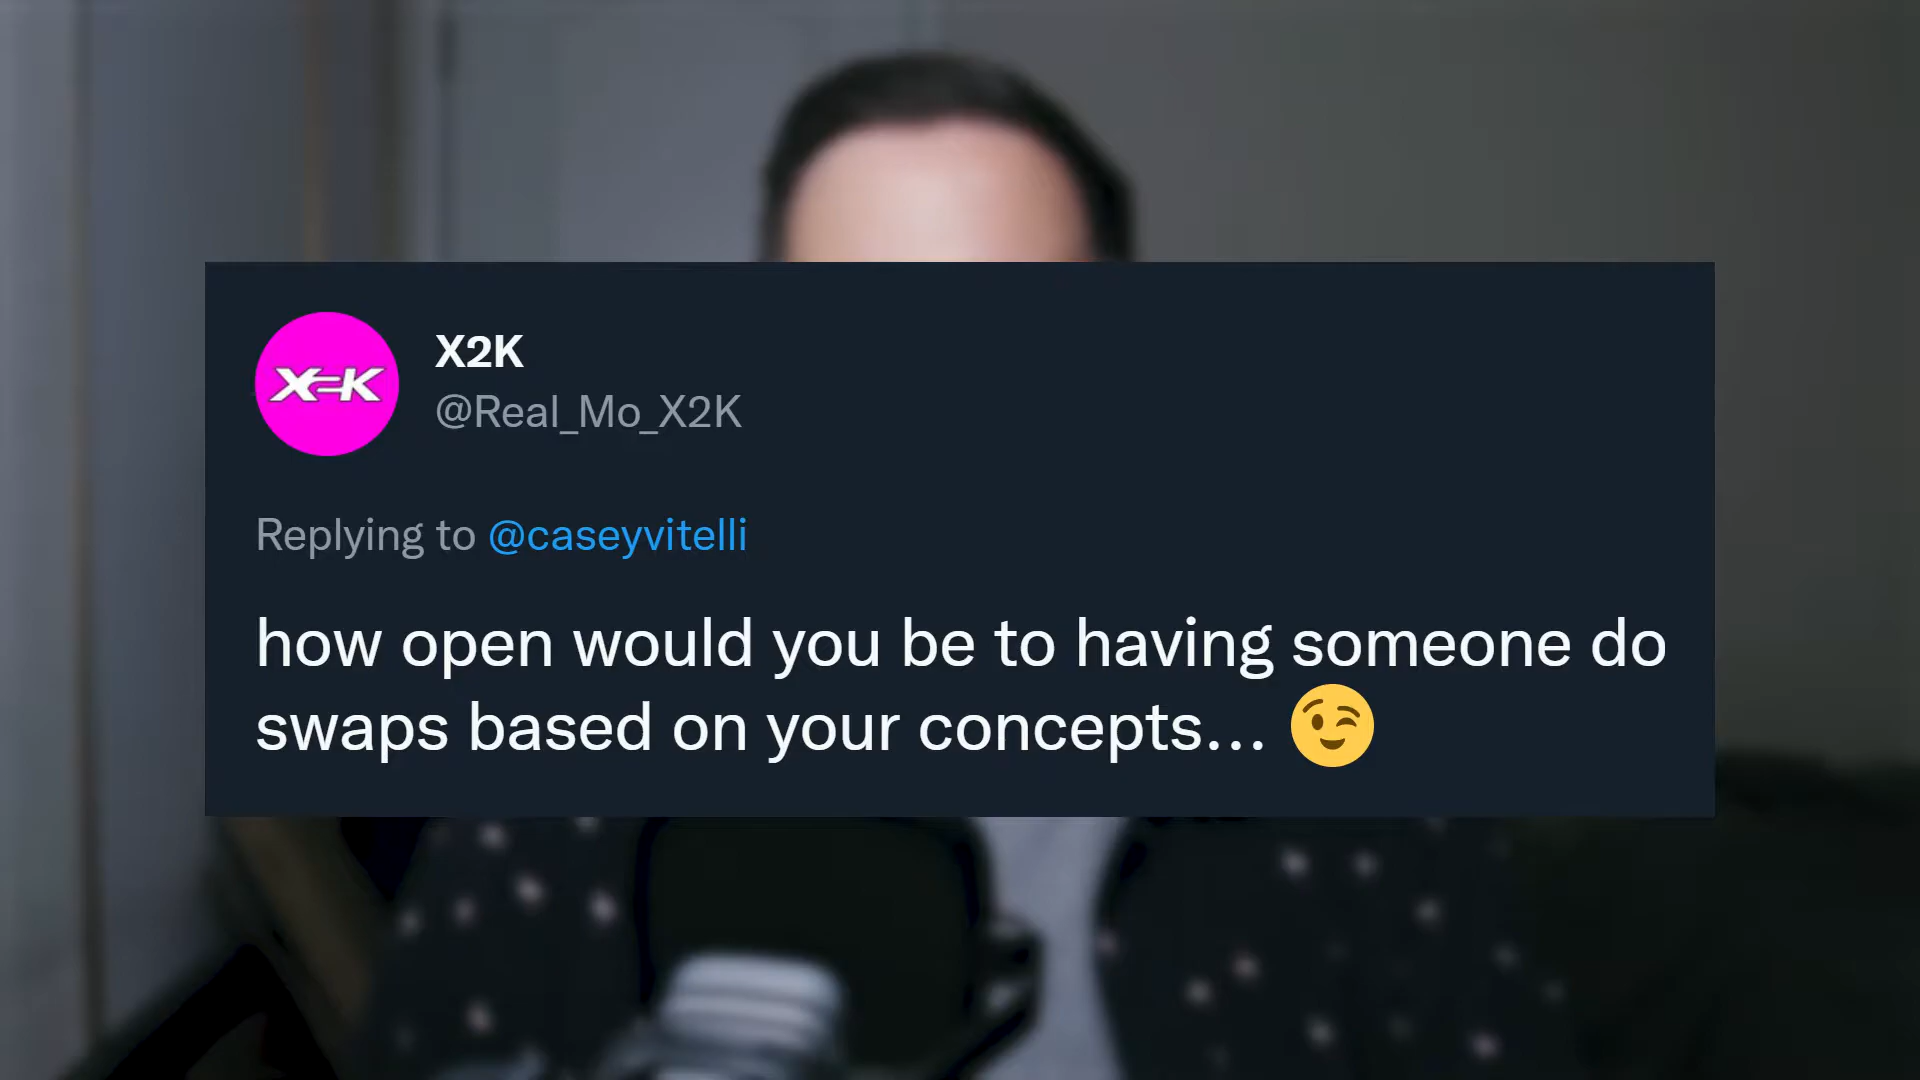 X2K
X2K
@Real_Mo_X2K
Replying to @caseyvitelli
how open would you be to having someone do
swaps based on your concepts... 😉